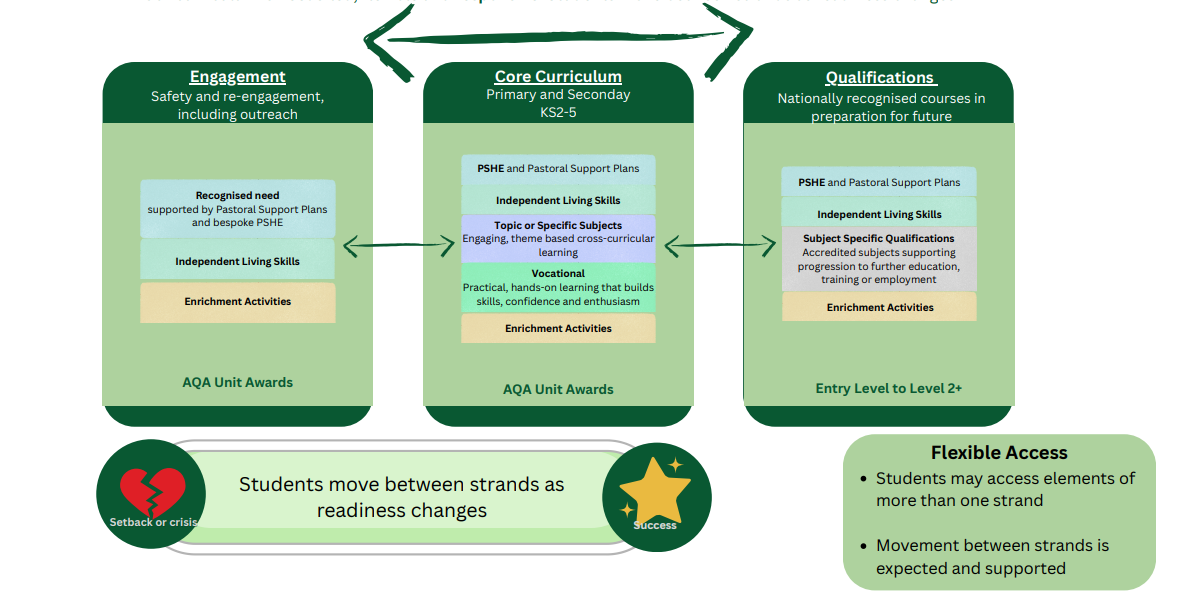 Engagement
Safety and re-engagement,
including outreach
Recognised need
supported by Pastoral Support Plans
and bespoke PSHE
Independent Living Skills
Enrichment Activities
AQA Unit Awards
Core Curriculum
Primary and Seconday
KS2-5
PSHE and Pastoral Support Plans
Independent Living Skills
Topic or Specific Subjects
Engaging, theme based cross-curricular
learning
Vocational
Practical, hands-on learning that builds
skills, confidence and enthusiasm
Enrichment Activities
AQA Unit Awards
Qualifications
Nationally recognised courses in
preparation for future
PSHE and Pastoral Support Plans
Independent Living Skills
Subject Specific Qualifications
Accredited subjects supporting
progression to further education,
training or employment
Enrichment Activities
Entry Level to Level 2+
Setback or crisis
Students move between strands as
readiness changes
Success
Flexible Access
• Students may access elements of
more than one strand
• Movement between strands is
expected and supported